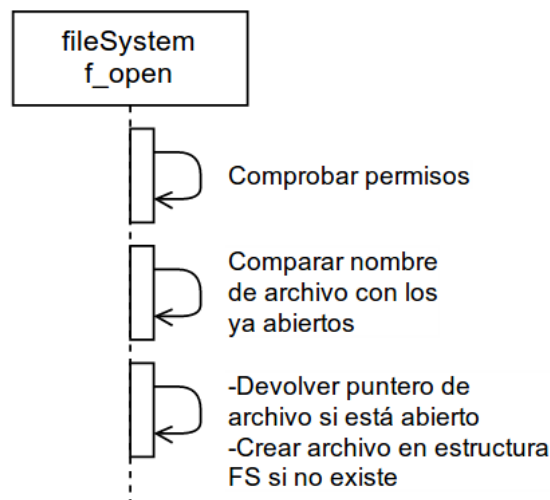 fileSystem
f_open
Comprobar permisos
Comparar nombre
de archivo con los
ya abiertos
-Devolver puntero de
archivo si está abierto
-Crear archivo en estructura
FS si no existe